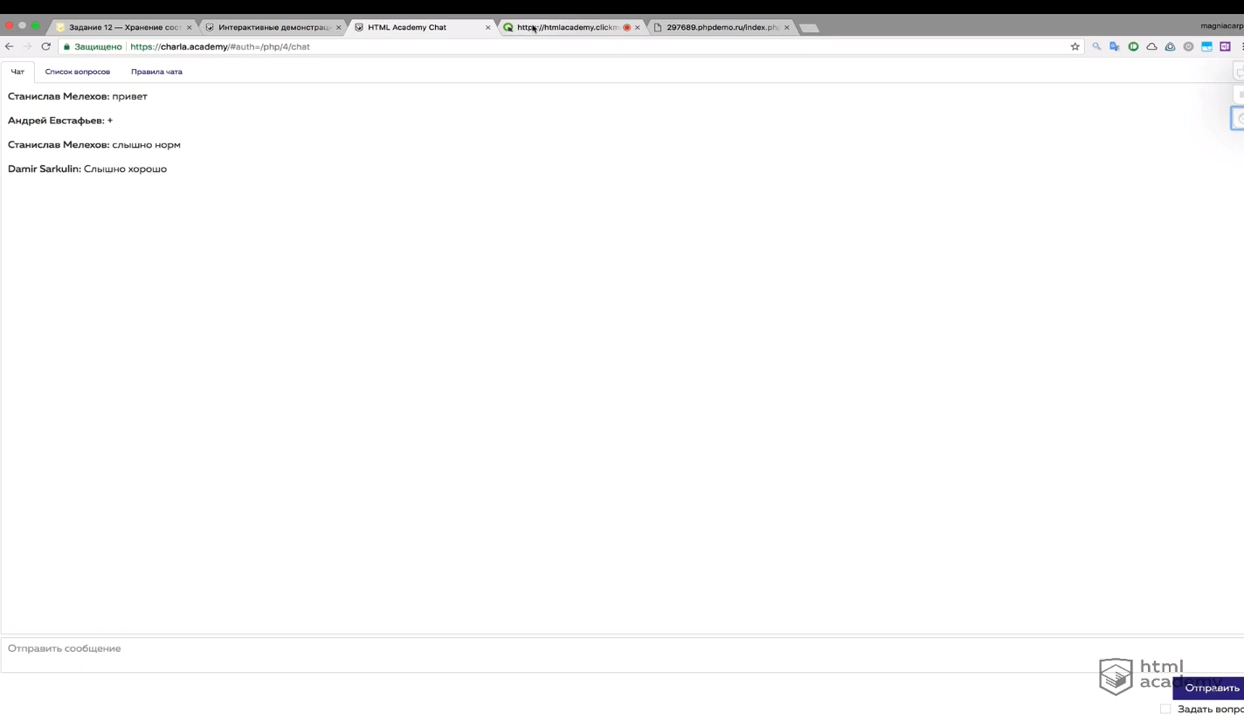 Задание 12 — Хранение сос
Интерактивные демонстрац
HTML Academy Chat
https://htmlacademy.clickm
297689.phpdemo.ru/index.ph
magniacarp
Защищено
https://charla.academy/#auth=/php/4/chat
Чат
Список вопросов
Правила чата
Станислав Мелехов: привет
Андрей Евстафьев: +
Станислав Мелехов: слышно норм
Damir Sarkulin: Слышно хорошо
Отправить сообщение
html
academy
Отправить
Задать вопро